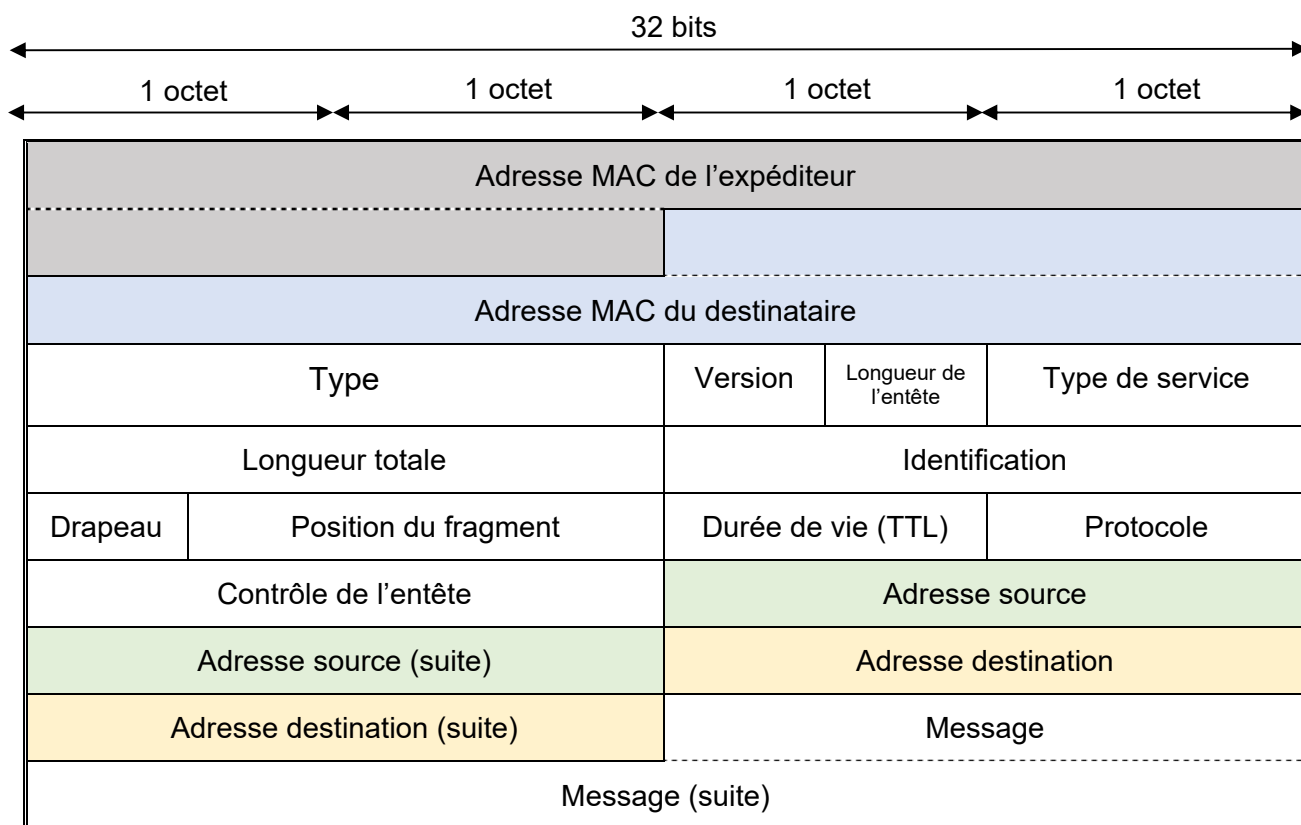 32 bits
1 octet 1 octet 1 octet 1 octet
Adresse MAC de l’expéditeur
Adresse MAC du destinataire
Type Version Longueur de l’entête Type de service
Longueur totale Identification
Drapeau Position du fragment Durée de vie (TTL) Protocole
Contrôle de l’entête Adresse source
Adresse source (suite) Adresse destination
Adresse destination (suite) Message
Message (suite)